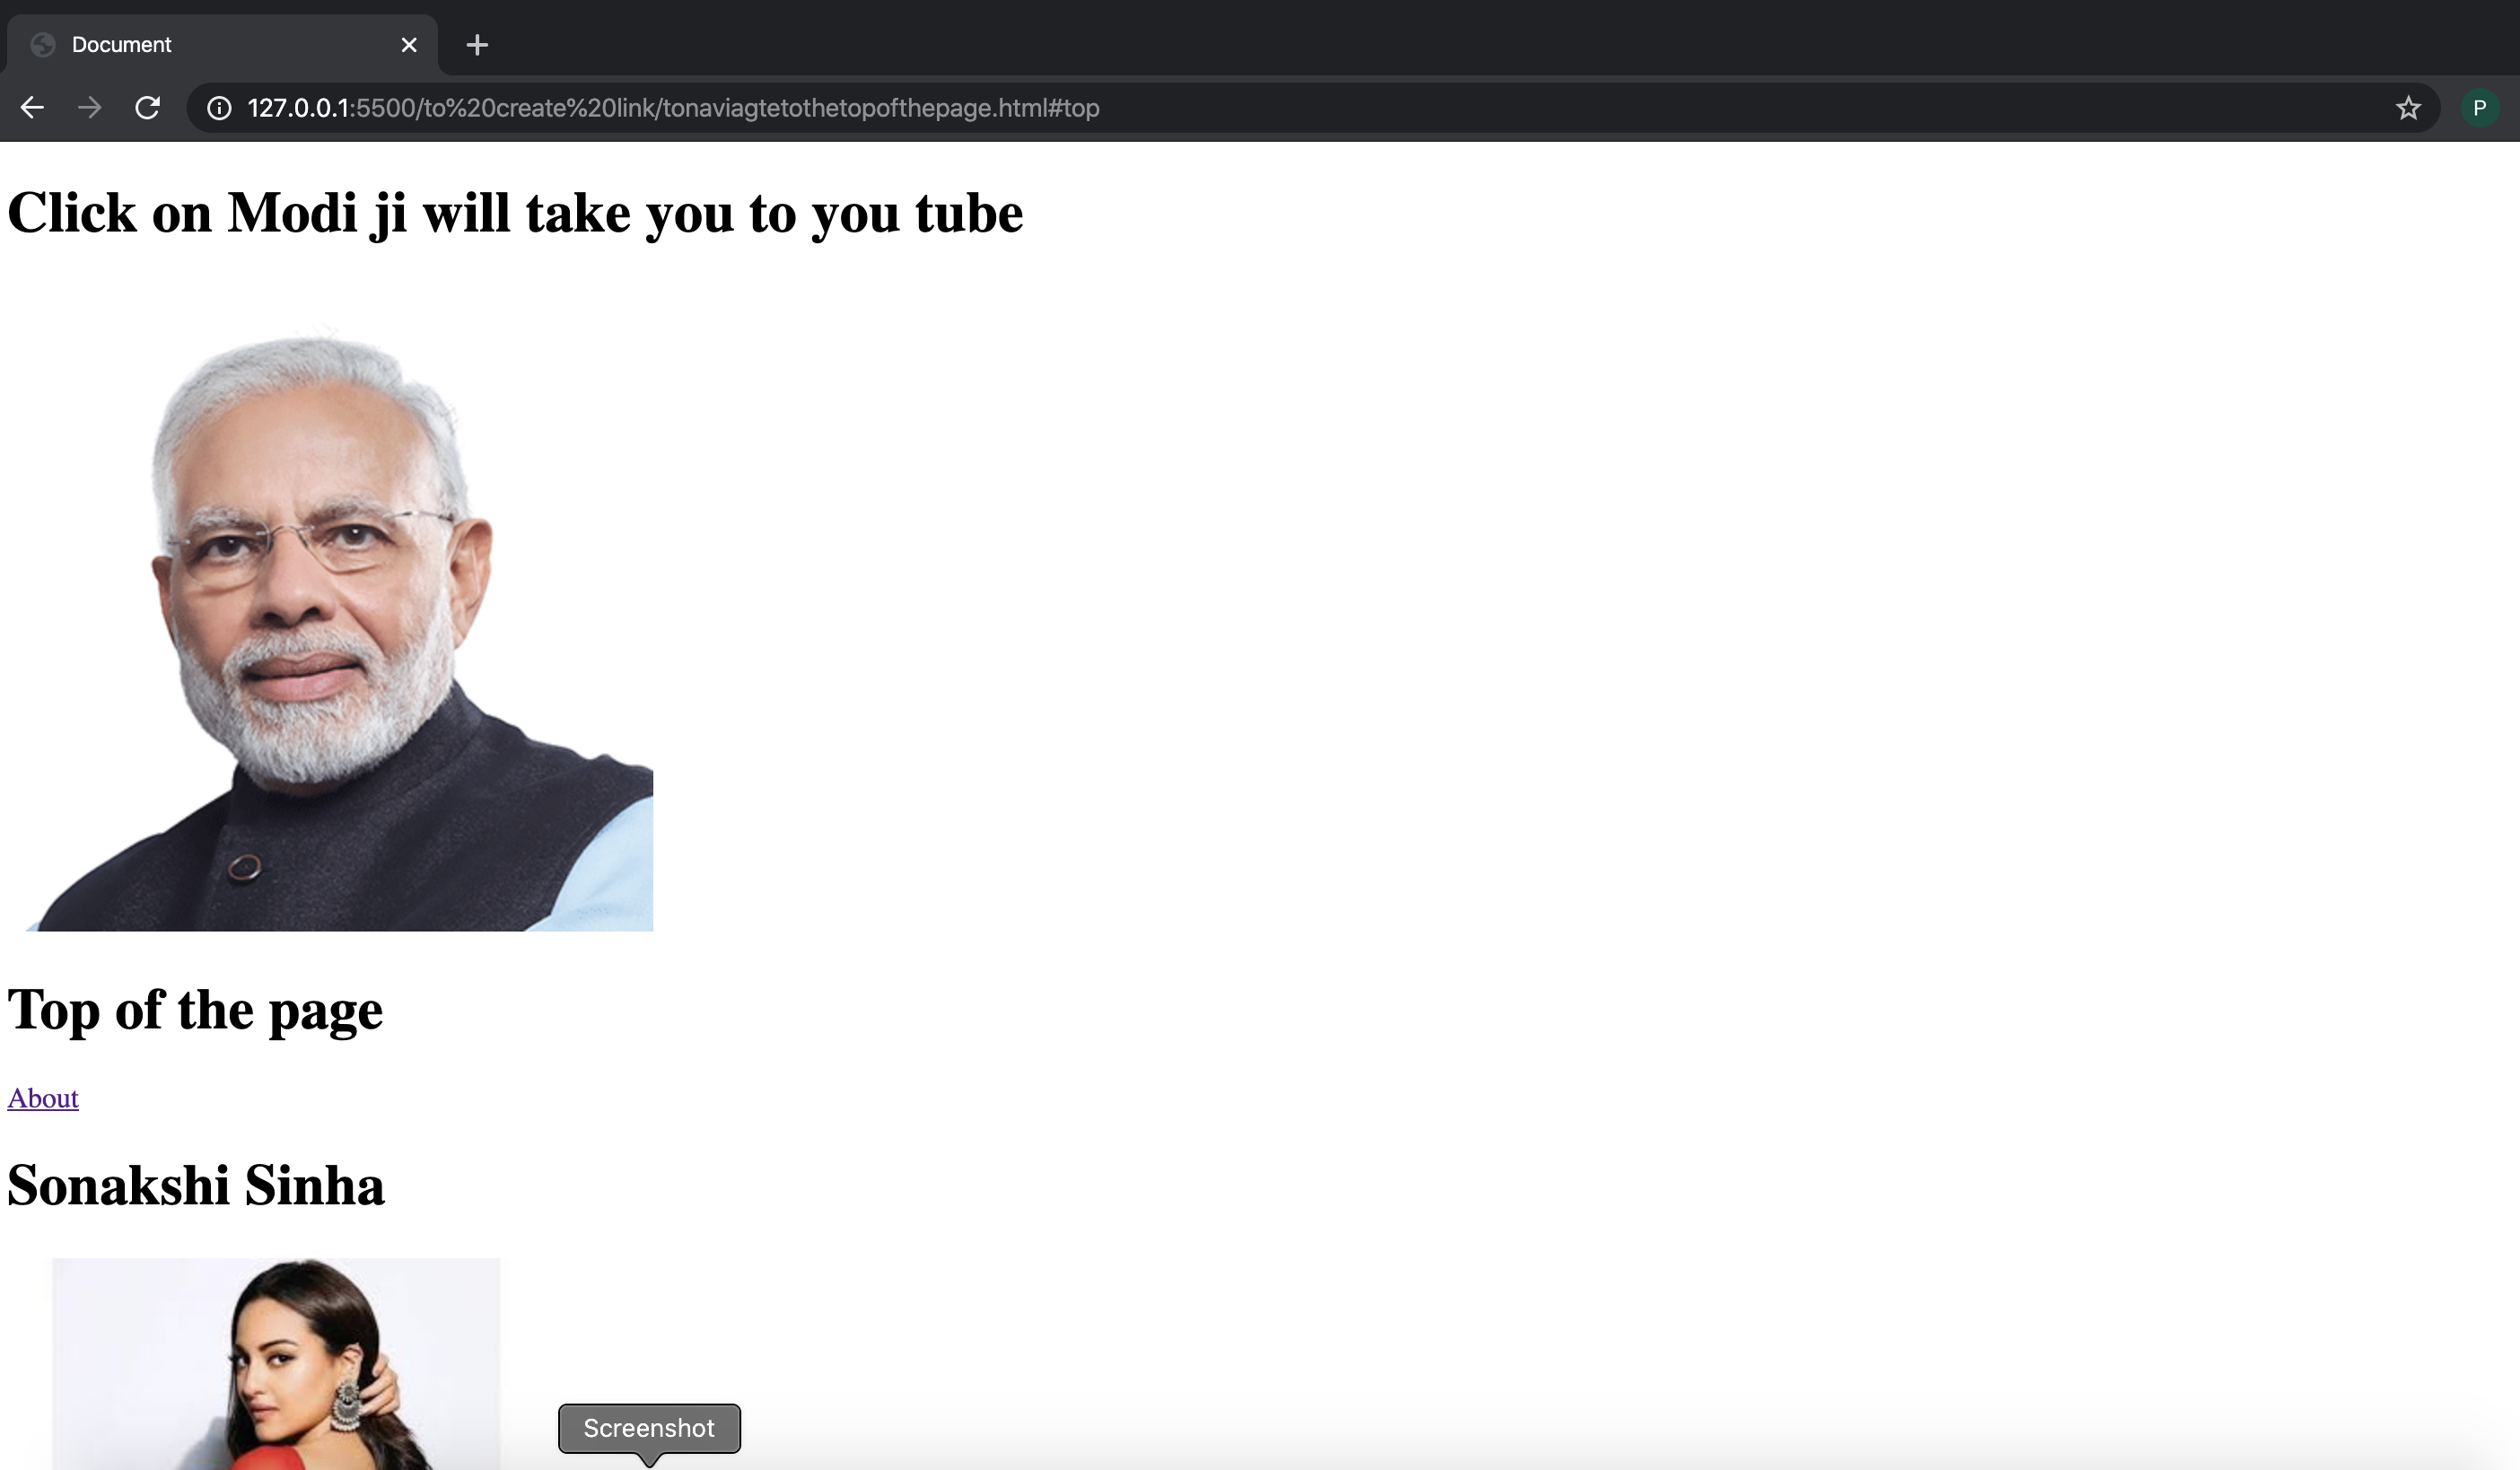 Document
127.0.0.1:5500/to%20create%20link/tonaviagtetothetopofthepage.html#top
P
Click on Modi ji will take you to you tube
Top of the page
About
Sonakshi Sinha
Screenshot